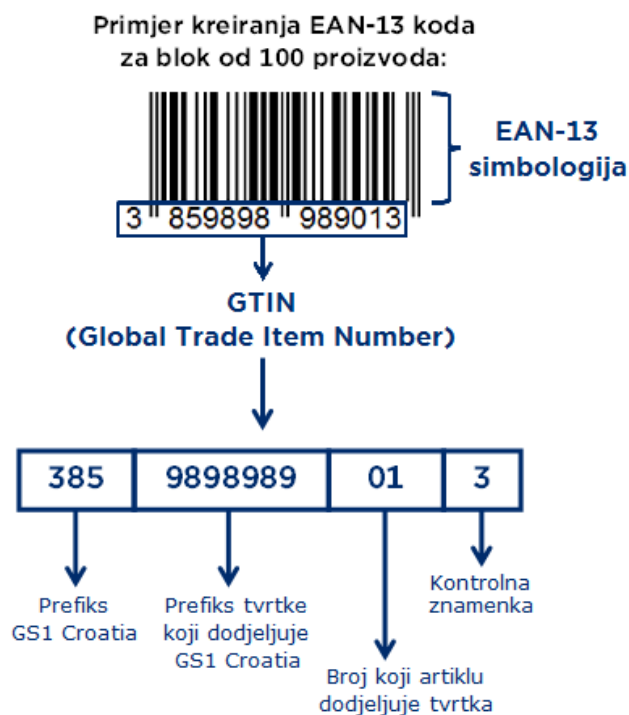 Primjer kreiranja EAN-13 koda
za blok od 100 proizvoda:
EAN-13
simbologija
3 859898 989013
GTIN
(Global Trade Item Number)
385 9898989 01 3
Prefiks
GS1 Croatia
Prefiks tvrtke
koji dodjeljuje
GS1 Croatia
Broj koji artiklu
dodjeljuje tvrtka
Kontrolna
znamenka